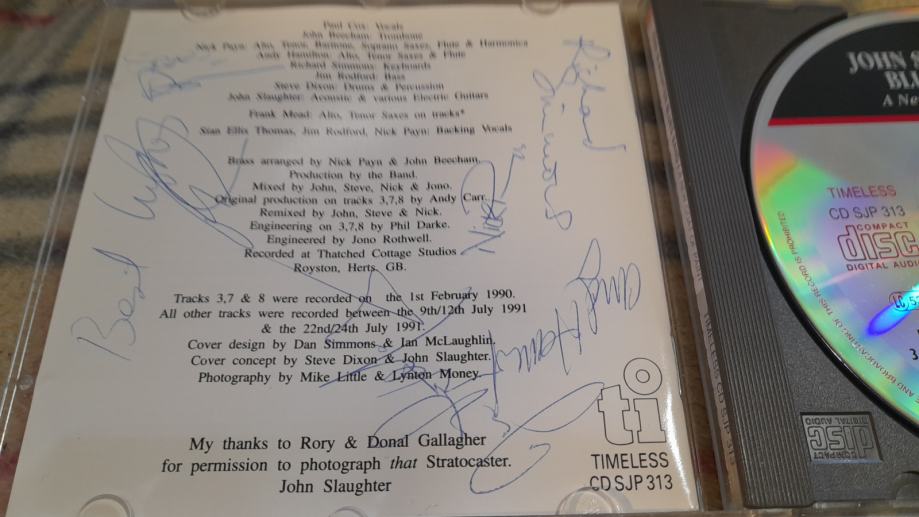 Paul Cox: Vocals
John Beecham: Trombone
Nick Payn: Alto, Tenor, Baritone, Soprano Saxes, Flute & Harmonica
Andy Hamilton: Alto, Tenor Saxes & Flute
Richard Simmons: Keyboards
Jim Rodford: Bass
Steve Dixon: Drums & Percussion
John Slaughter: Acoustic & various Electric Guitars
Frank Mead: Alto, Tenor Saxes on tracks*
Stan Ellis Thomas, Jim Rodford, Nick Payn: Backing Vocals
Brass arranged by Nick Payn & John Beecham.
Production by the Band.
Mixed by John, Steve, Nick & Jono.
Original production on tracks 3,7,8 by Andy Carr.
Remixed by John, Steve & Nick.
Engineering on 3,7,8 by Phil Darke.
Engineered by Jono Rothwell.
Recorded at Thatched Cottage Studios
Royston, Herts. GB.
Tracks 3,7 & 8 were recorded on the 1st February 1990.
All other tracks were recorded between the 9th/12th July 1991
& the 22nd/24th July 1991.
Cover design by Dan Simmons & Ian McLaughlin.
Cover concept by Steve Dixon & John Slaughter.
Photography by Mike Little & Lynton Money.
My thanks to Rory & Donal Gallagher
for permission to photograph that Stratocaster.
John Slaughter
ti
TIMELESS
CD SJP 313
Best Wishes
Richard
Simmons
Nick
Andy Hamilton
JOHN
TIMELESS
CD SJP 313
COMPACT
disc
DIGITAL AUDIO
COMPACT
disc
DIGITAL AUDIO